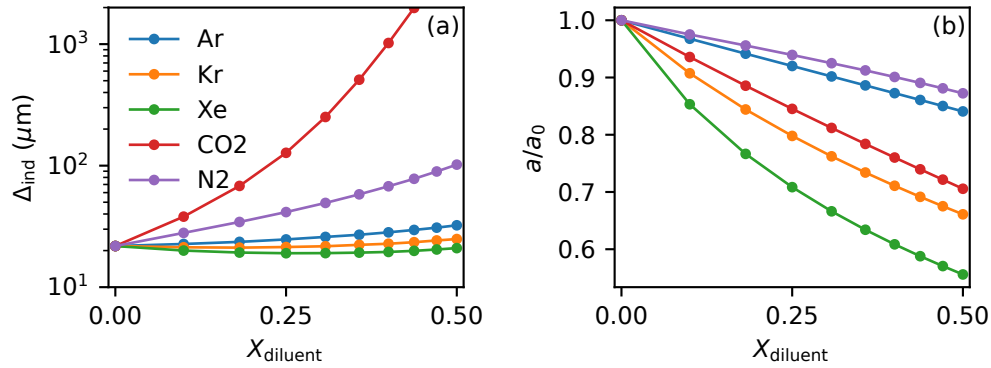 (a)
10³
10²
10¹
Δind (μm)
Ar
Kr
Xe
CO2
N2
0.00 0.25 0.50
Xdiluent
(b)
1.0
0.9
0.8
0.7
0.6
a/a₀
0.00 0.25 0.50
Xdiluent